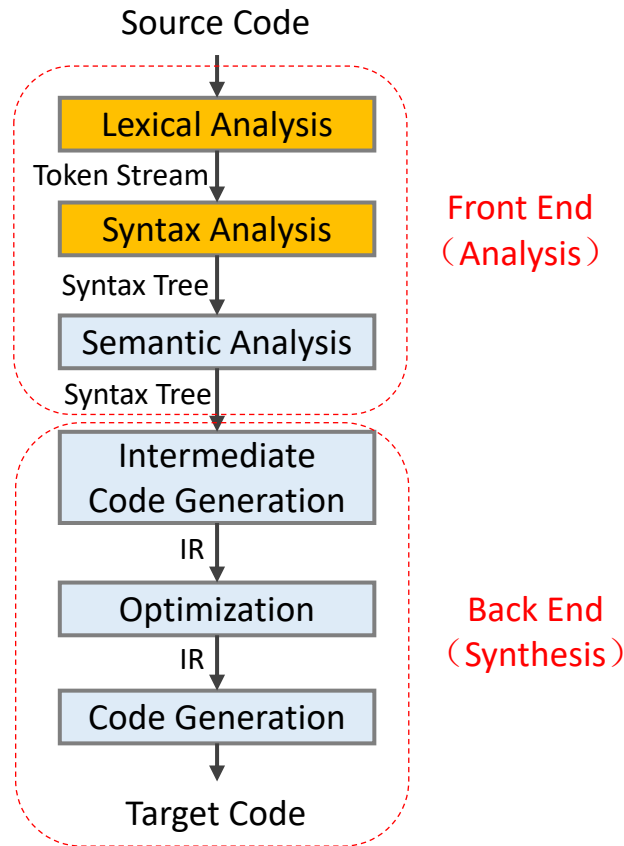 Source Code
Lexical Analysis
Token Stream
Syntax Analysis
Syntax Tree
Semantic Analysis
Syntax Tree
Front End
（Analysis）
Intermediate
Code Generation
IR
Optimization
IR
Code Generation
Target Code
Back End
（Synthesis）